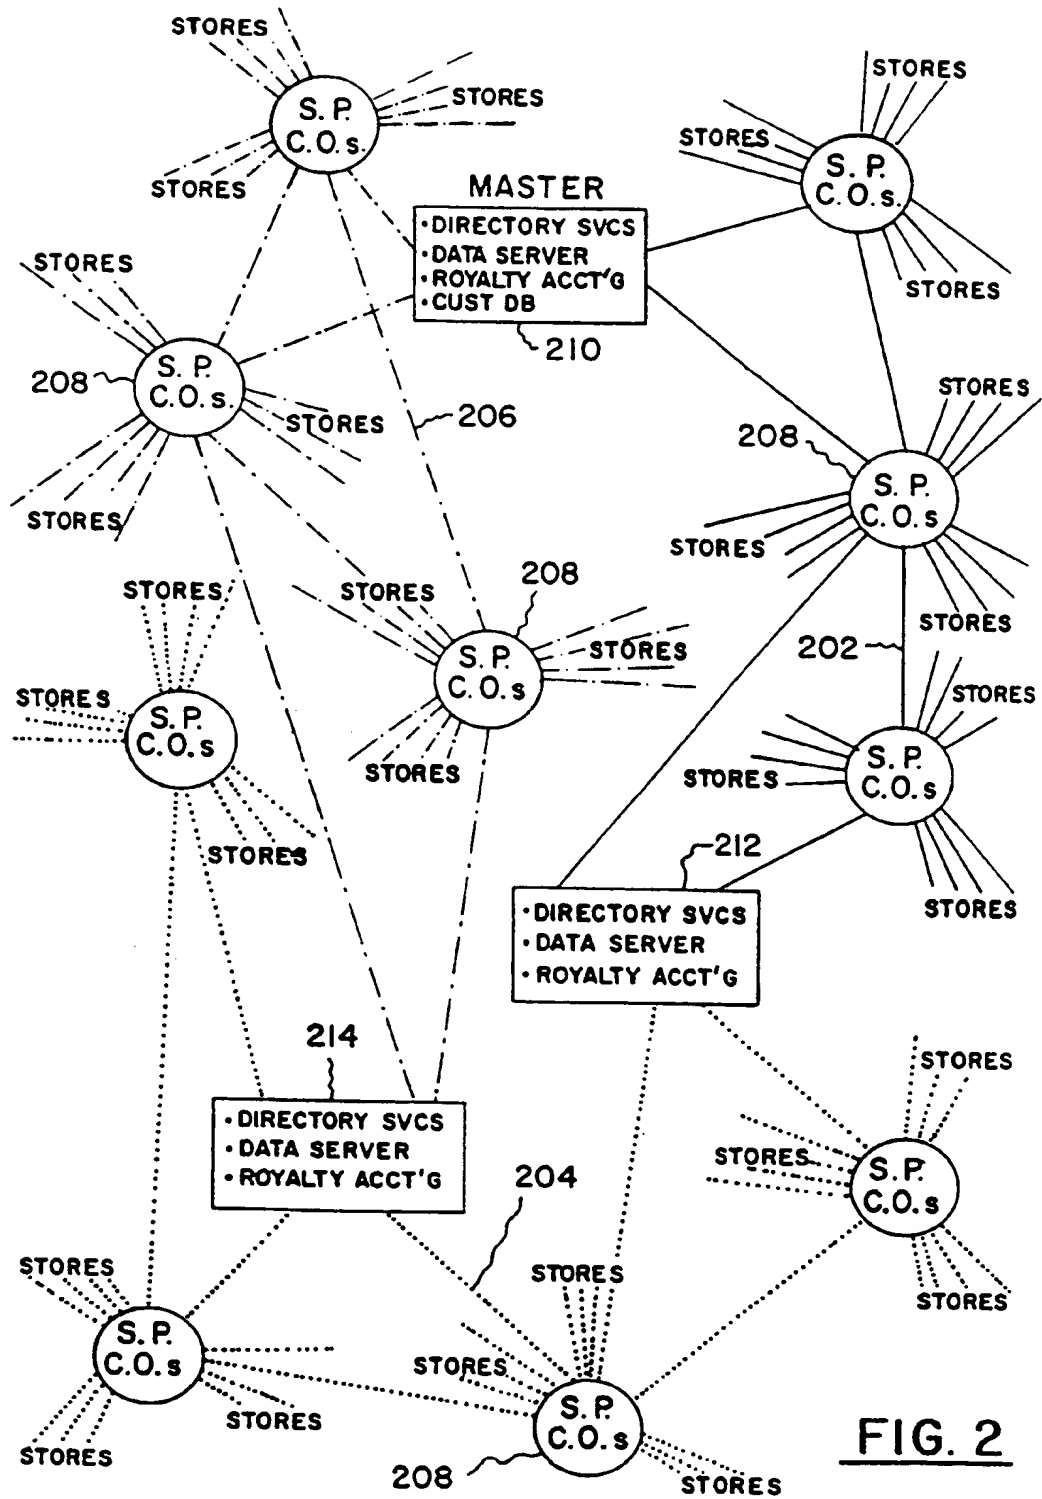 STORES
S. P.
C.O.s.
STORES
STORES
STORES
STORES
S. P.
C.O.s.
STORES
MASTER
• DIRECTORY SVCS
• DATA SERVER
• ROYALTY ACCT'G
• CUST DB
210
STORES
208
S. P.
C.O.s.
STORES
STORES
206
STORES
208
S. P.
C.O.s
STORES
STORES
STORES
S. P.
C.O.s
STORES
STORES
STORES
208
S. P.
C.O.s
STORES
STORES
202
STORES
S. P.
C.O.s
STORES
STORES
212
• DIRECTORY SVCS
• DATA SERVER
• ROYALTY ACCT'G
214
• DIRECTORY SVCS
• DATA SERVER
• ROYALTY ACCT'G
204
STORES
STORES
S. P.
C.O.s
STORES
STORES
S. P.
C.O.s
STORES
STORES
STORES
STORES
S. P.
C.O.s
208
STORES
FIG. 2